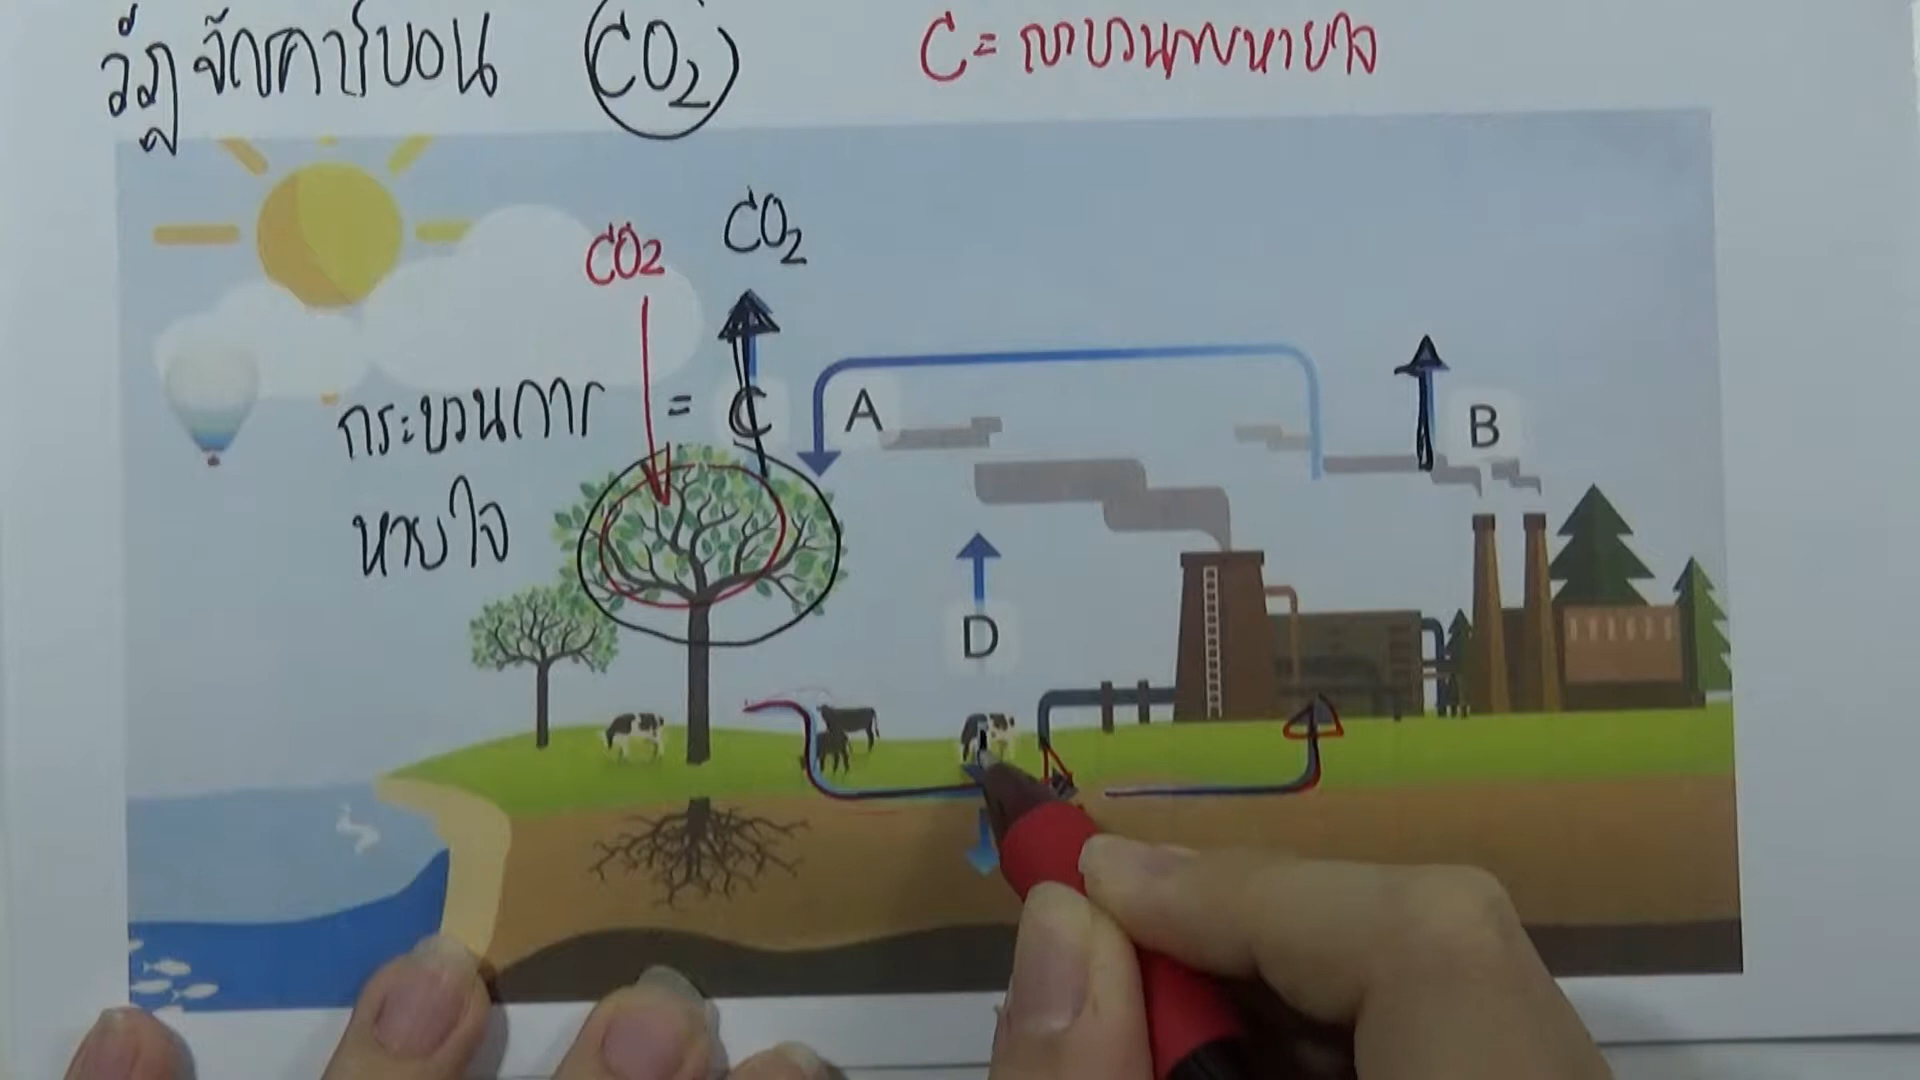 วัฏจักรคาร์บอน (CO₂)
C = กระบวนการหายใจ
CO₂
CO₂
กระบวนการ = C
หายใจ
A
B
D